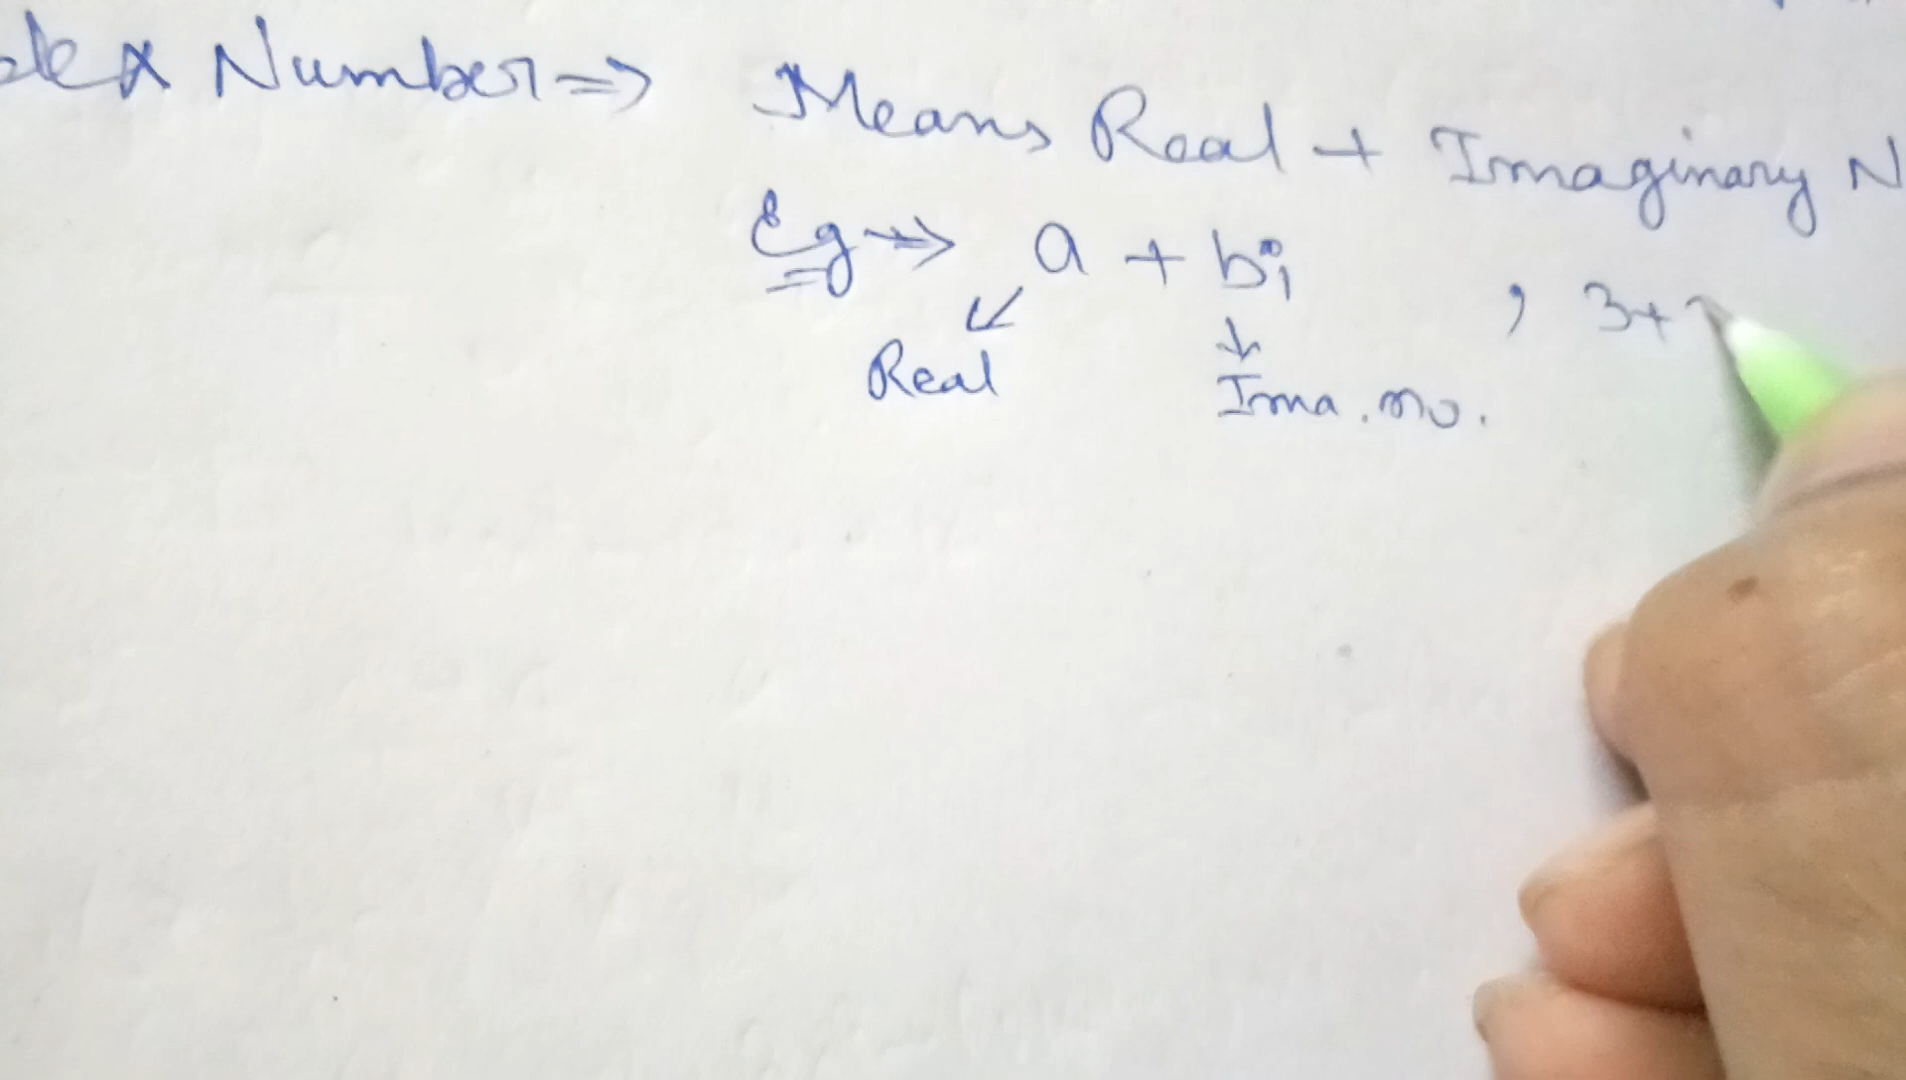 Number => Means Real + Imaginary N
Eg ->> a + bi , 3+
Real Ima. no.